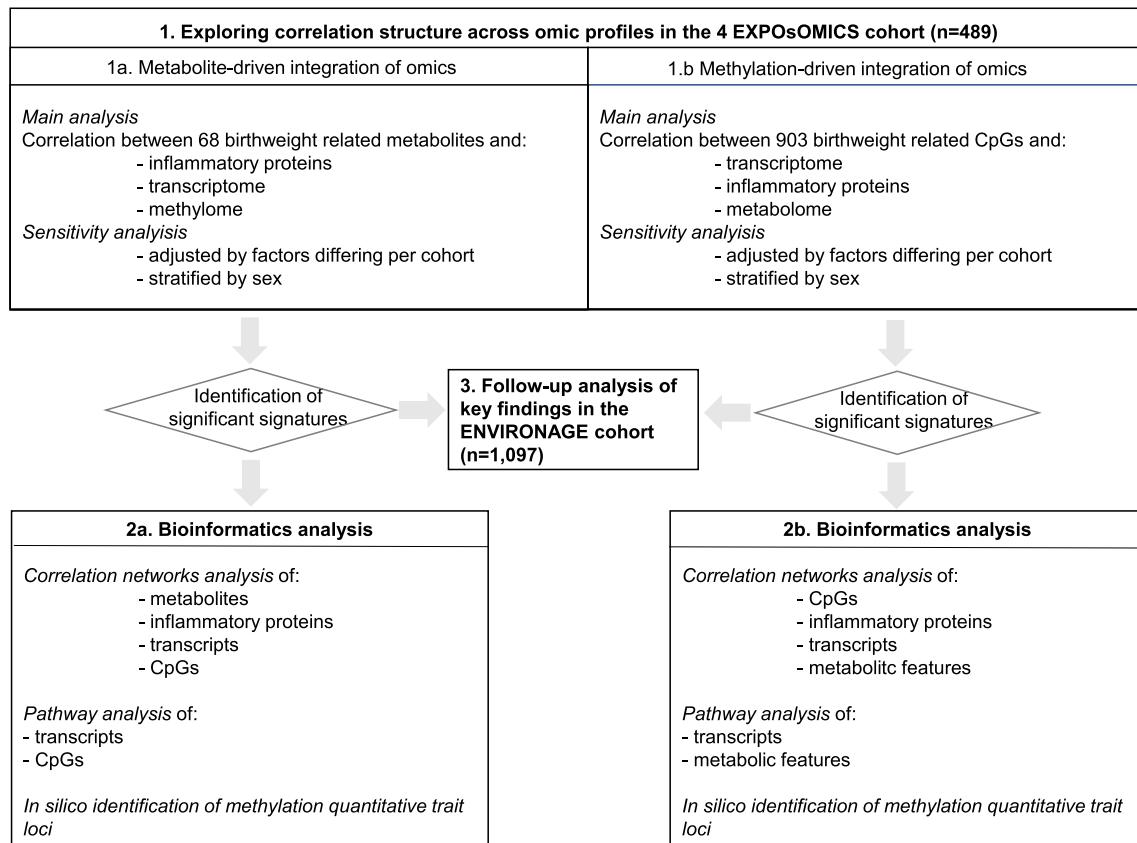 1. Exploring correlation structure across omic profiles in the 4 EXPOsOMICS cohort (n=489)
1a. Metabolite-driven integration of omics
Main analysis
Correlation between 68 birthweight related metabolites and:
- inflammatory proteins
- transcriptome
- methylome
Sensitivity analyisis
- adjusted by factors differing per cohort
- stratified by sex
1.b Methylation-driven integration of omics
Main analysis
Correlation between 903 birthweight related CpGs and:
- transcriptome
- inflammatory proteins
- metabolome
Sensitivity analyisis
- adjusted by factors differing per cohort
- stratified by sex
Identification of
significant signatures
3. Follow-up analysis of
key findings in the
ENVIRONAGE cohort
(n=1,097)
Identification of
significant signatures
2a. Bioinformatics analysis
Correlation networks analysis of:
- metabolites
- inflammatory proteins
- transcripts
- CpGs
Pathway analysis of:
- transcripts
- CpGs
In silico identification of methylation quantitative trait
loci
2b. Bioinformatics analysis
Correlation networks analysis of:
- CpGs
- inflammatory proteins
- transcripts
- metabolitc features
Pathway analysis of:
- transcripts
- metabolic features
In silico identification of methylation quantitative trait
loci